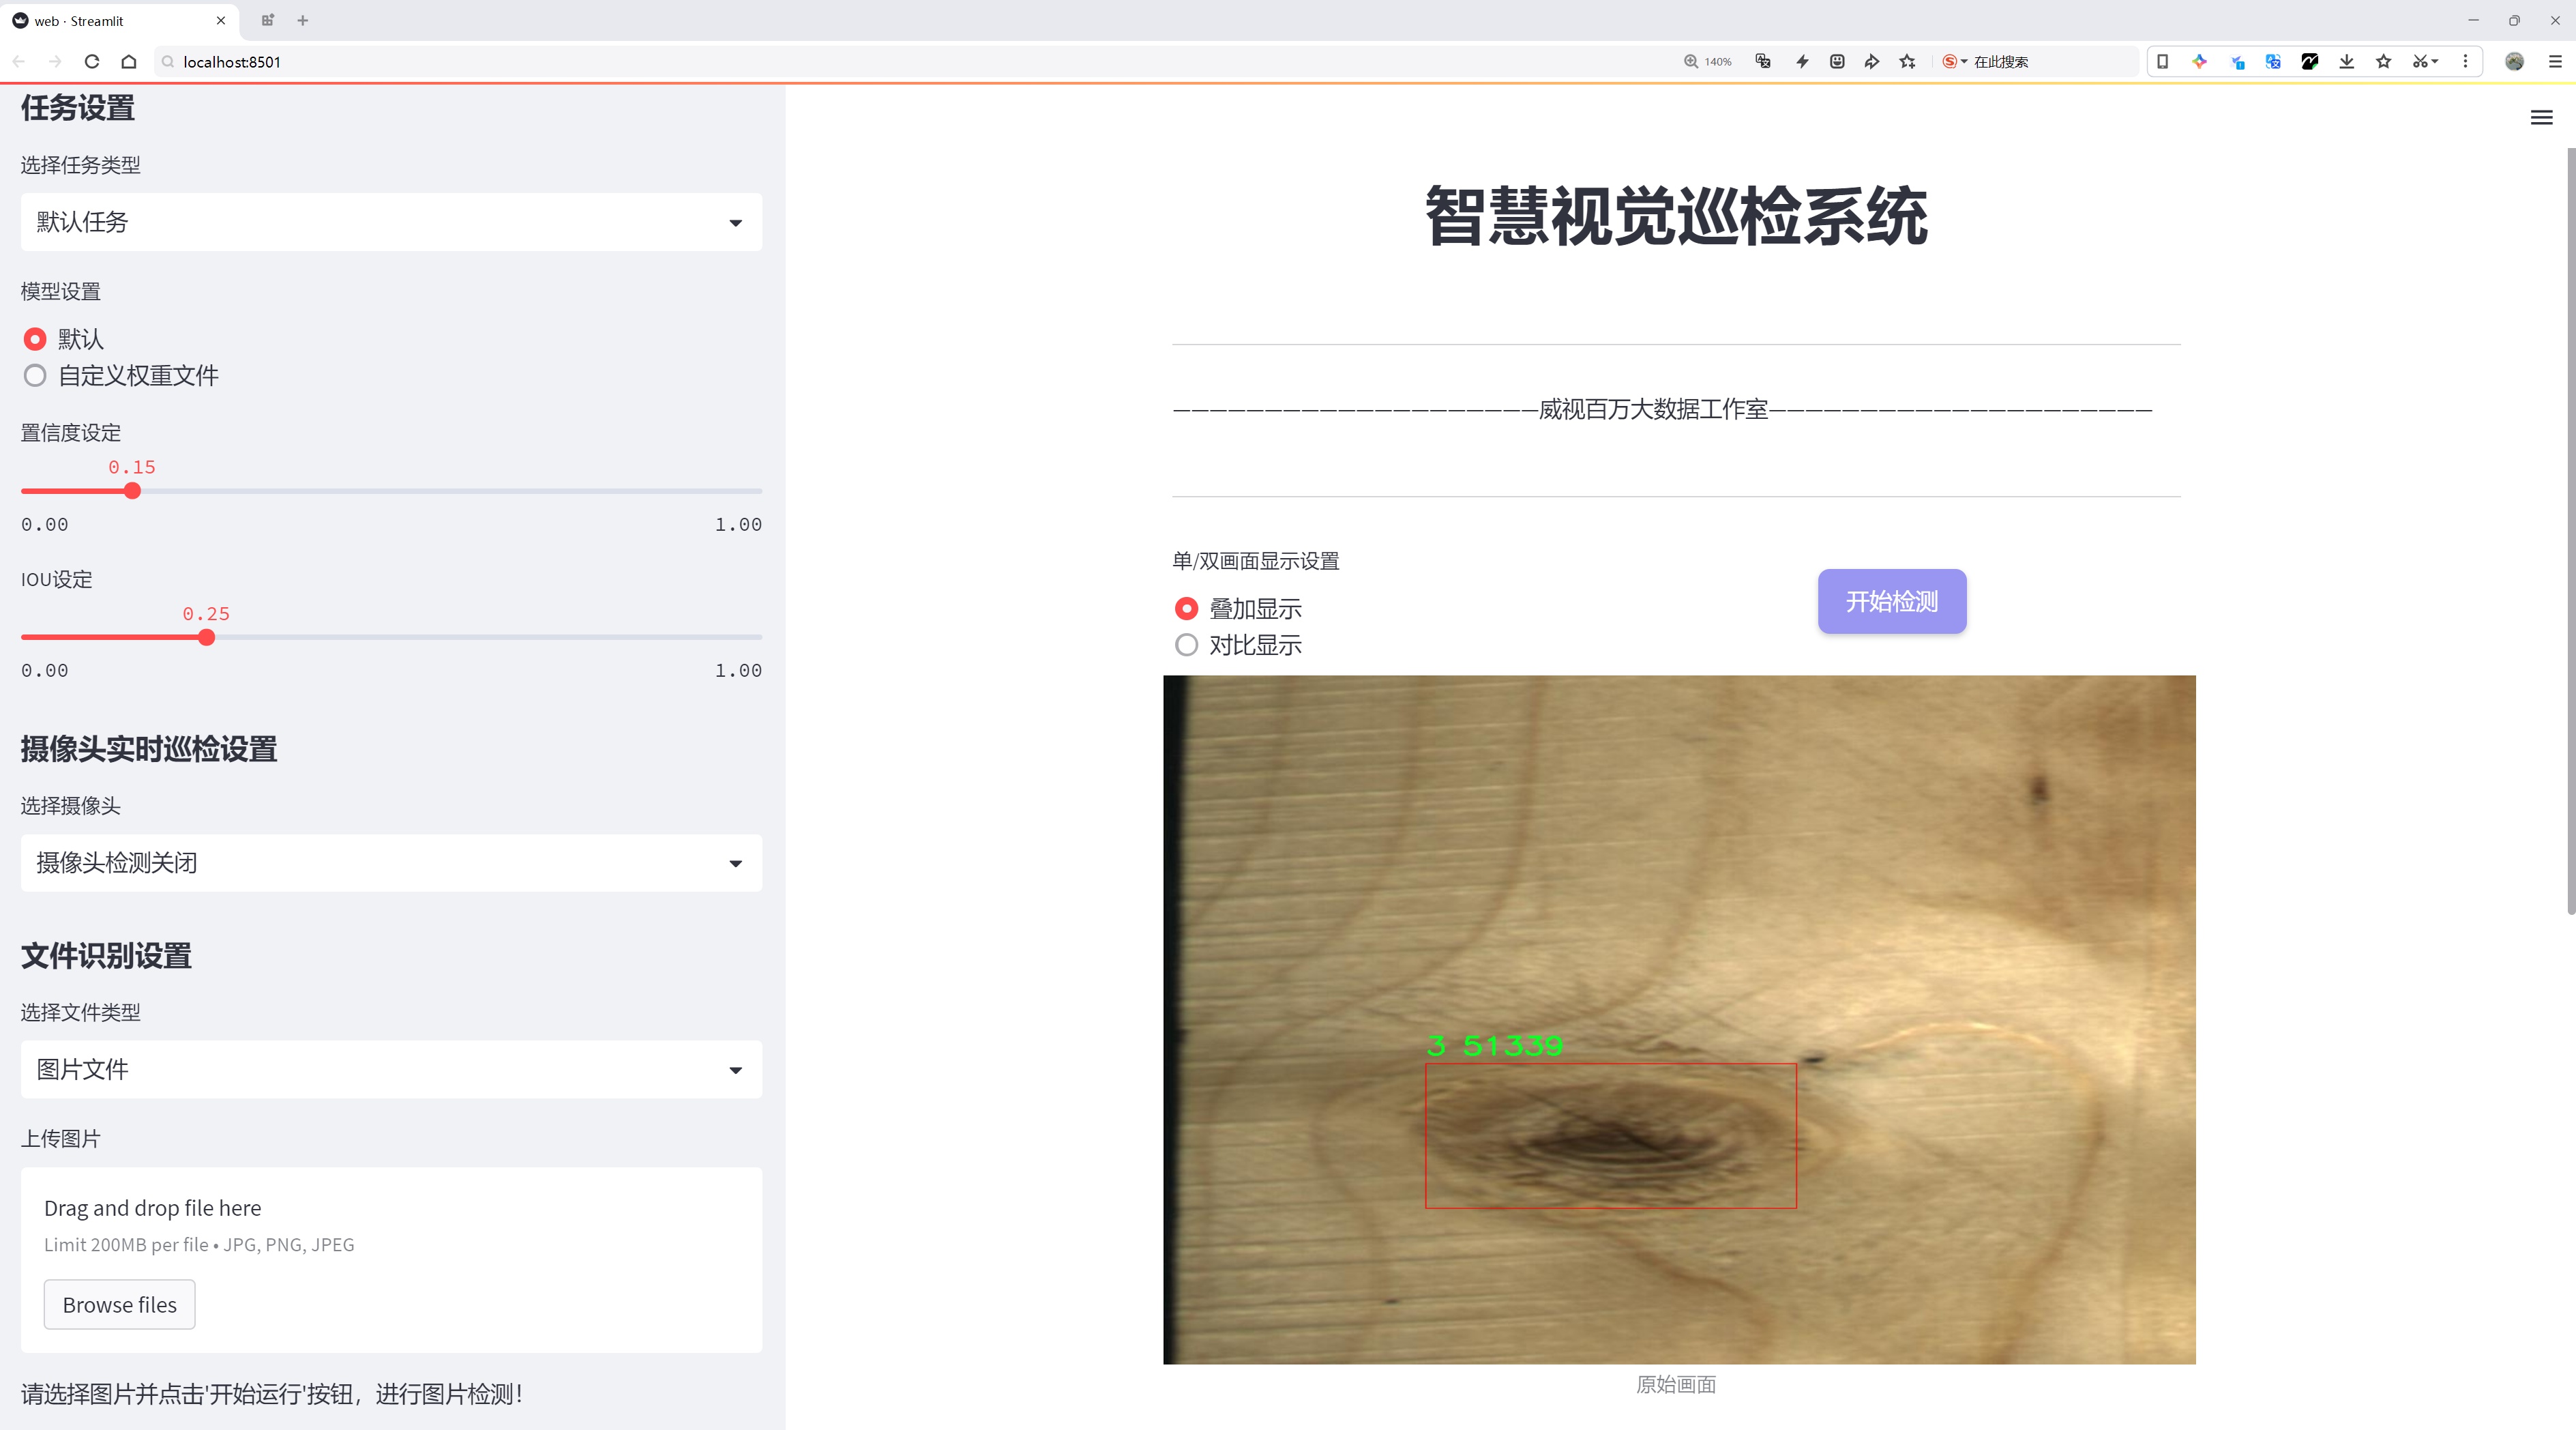 web · Streamlit
localhost:8501
140%
在此搜索
任务设置
选择任务类型
默认任务
模型设置
默认
自定义权重文件
置信度设定
0.15
0.00
1.00
IOU设定
0.25
0.00
1.00
摄像头实时巡检设置
选择摄像头
摄像头检测关闭
文件识别设置
选择文件类型
图片文件
上传图片
Drag and drop file here
Limit 200MB per file • JPG, PNG, JPEG
Browse files
请选择图片并点击'开始运行'按钮，进行图片检测！
智慧视觉巡检系统
————————————————————威视百万大数据工作室—————————————————————
单/双画面显示设置
叠加显示
对比显示
开始检测
3 51339
原始画面